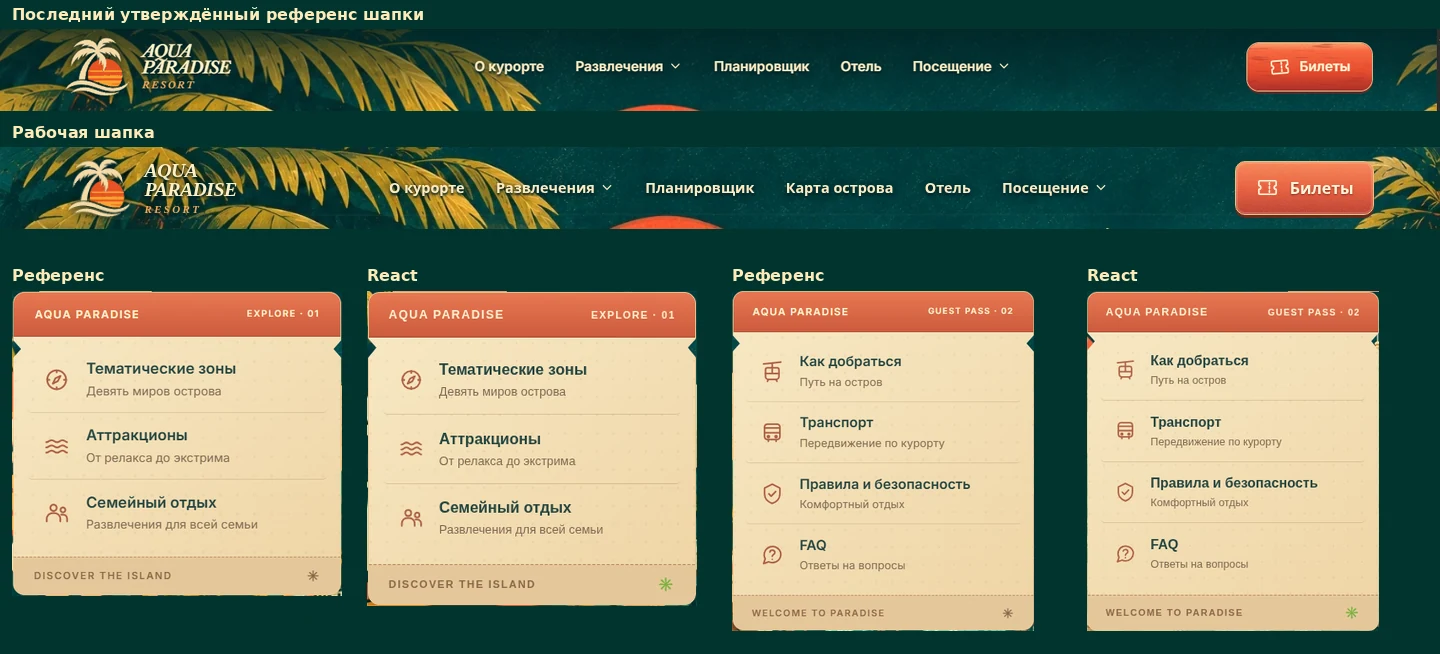 Последний утверждённый референс шапки
AQUA PARADISE RESORT
О курорте Развлечения Планировщик Отель Посещение Билеты
Рабочая шапка
AQUA PARADISE RESORT
О курорте Развлечения Планировщик Карта острова Отель Посещение Билеты
Референс
AQUA PARADISE EXPLORE · 01
Тематические зоны
Девять миров острова
Аттракционы
От релакса до экстрима
Семейный отдых
Развлечения для всей семьи
DISCOVER THE ISLAND
React
AQUA PARADISE EXPLORE · 01
Тематические зоны
Девять миров острова
Аттракционы
От релакса до экстрима
Семейный отдых
Развлечения для всей семьи
DISCOVER THE ISLAND
Референс
AQUA PARADISE GUEST PASS · 02
Как добраться
Путь на остров
Транспорт
Передвижение по курорту
Правила и безопасность
Комфортный отдых
FAQ
Ответы на вопросы
WELCOME TO PARADISE
React
AQUA PARADISE GUEST PASS · 02
Как добраться
Путь на остров
Транспорт
Передвижение по курорту
Правила и безопасность
Комфортный отдых
FAQ
Ответы на вопросы
WELCOME TO PARADISE